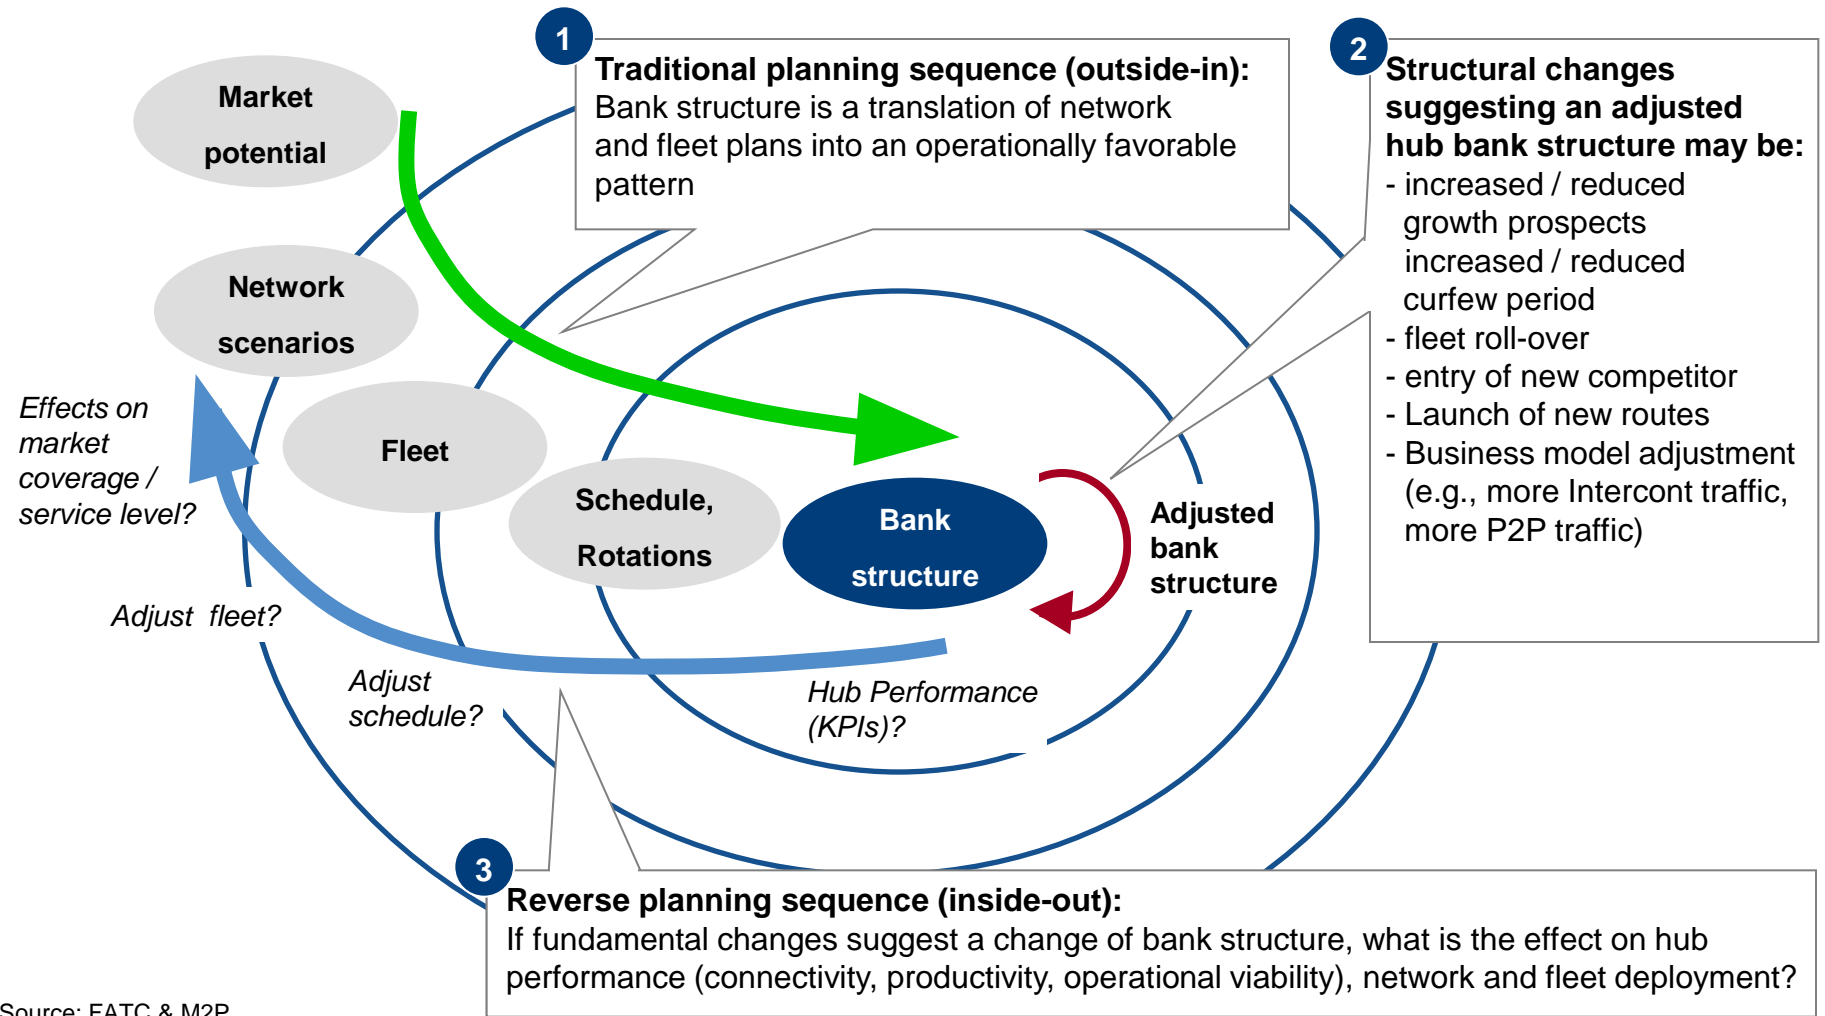 1
Traditional planning sequence (outside-in):
Bank structure is a translation of network
and fleet plans into an operationally favorable
pattern
2
Structural changes
suggesting an adjusted
hub bank structure may be:
- increased / reduced
growth prospects
increased / reduced
curfew period
- fleet roll-over
- entry of new competitor
- Launch of new routes
- Business model adjustment
(e.g., more Intercont traffic,
more P2P traffic)
Market
potential
Network
scenarios
Fleet
Schedule,
Rotations
Bank
structure
Adjusted
bank
structure
Effects on
market
coverage /
service level?
Adjust fleet?
Adjust
schedule?
Hub Performance
(KPIs)?
3
Reverse planning sequence (inside-out):
If fundamental changes suggest a change of bank structure, what is the effect on hub
performance (connectivity, productivity, operational viability), network and fleet deployment?
Source: FATC & M2P